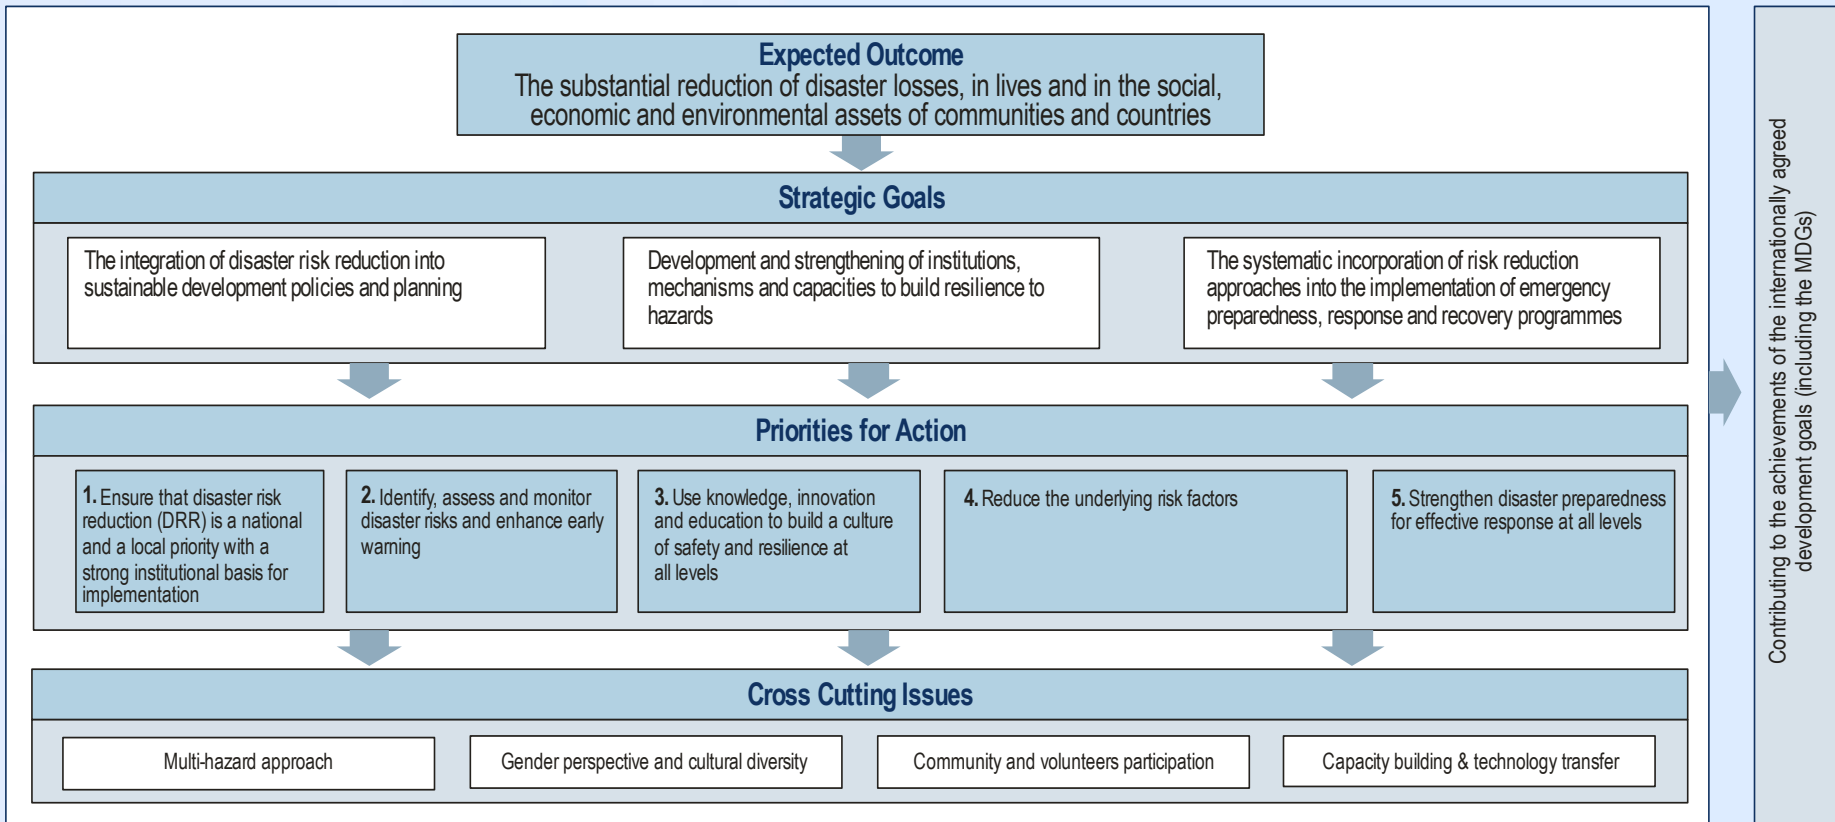 Expected Outcome
The substantial reduction of disaster losses, in lives and in the social,
economic and environmental assets of communities and countries
Strategic Goals
The integration of disaster risk reduction into
sustainable development policies and planning
Development and strengthening of institutions,
mechanisms and capacities to build resilience to
hazards
The systematic incorporation of risk reduction
approaches into the implementation of emergency
preparedness, response and recovery programmes
Priorities for Action
1. Ensure that disaster risk
reduction (DRR) is a national
and a local priority with a
strong institutional basis for
implementation
2. Identify, assess and monitor
disaster risks and enhance early
warning
3. Use knowledge, innovation
and education to build a culture
of safety and resilience at
all levels
4. Reduce the underlying risk factors
5. Strengthen disaster preparedness
for effective response at all levels
Cross Cutting Issues
Multi-hazard approach
Gender perspective and cultural diversity
Community and volunteers participation
Capacity building & technology transfer
Contributing to the achievements of the internationally agreed
development goals (including the MDGs)